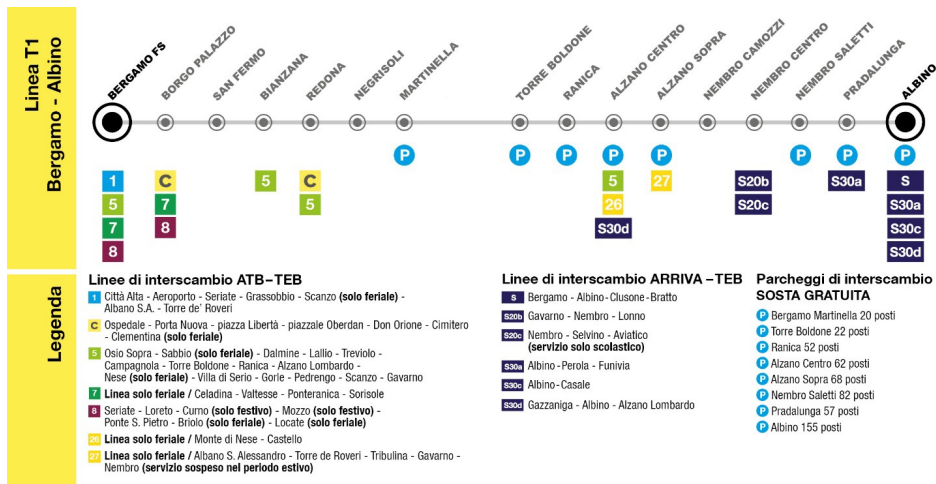 Linea T1
Bergamo - Albino
BERGAMO FS
BORGO PALAZZO
SAN FERMO
BIANZANA
REDONA
NEGRISOLI
MARTINELLA
TORRE BOLDONE
RANICA
ALZANO CENTRO
ALZANO SOPRA
NEMBRO CAMOZZI
NEMBRO CENTRO
NEMBRO SALETTI
PRADALUNGA
ALBINO
P P P P P P P P
1 C 5 C 5 27 S20b S30a S
5 7 5 26 S20c S30a
7 8 S30d S30c
8 S30d
Legenda
Linee di interscambio ATB–TEB
1 Città Alta - Aeroporto - Seriate - Grassobbio - Scanzo (solo feriale) -
Albano S.A. - Torre de' Roveri
C Ospedale - Porta Nuova - piazza Libertà - piazzale Oberdan - Don Orione - Cimitero
- Clementina (solo feriale)
5 Osio Sopra - Sabbio (solo feriale) - Dalmine - Lallio - Treviolo -
Campagnola - Torre Boldone - Ranica - Alzano Lombardo -
Nese (solo feriale) - Villa di Serio - Gorle - Pedrengo - Scanzo - Gavarno
7 Linea solo feriale / Celadina - Valtesse - Ponteranica - Sorisole
8 Seriate - Loreto - Curno (solo festivo) - Mozzo (solo festivo) -
Ponte S. Pietro - Briolo (solo feriale) - Locate (solo feriale)
26 Linea solo feriale / Monte di Nese - Castello
27 Linea solo feriale / Albano S. Alessandro - Torre de Roveri - Tribulina - Gavarno -
Nembro (servizio sospeso nel periodo estivo)
Linee di interscambio ARRIVA –TEB
S Bergamo - Albino-Clusone-Bratto
S20b Gavarno - Nembro - Lonno
S20c Nembro - Selvino - Aviatico
(servizio solo scolastico)
S30a Albino-Perola - Funivia
S30c Albino-Casale
S30d Gazzaniga - Albino - Alzano Lombardo
Parcheggi di interscambio
SOSTA GRATUITA
P Bergamo Martinella 20 posti
P Torre Boldone 22 posti
P Ranica 52 posti
P Alzano Centro 62 posti
P Alzano Sopra 68 posti
P Nembro Saletti 82 posti
P Pradalunga 57 posti
P Albino 155 posti